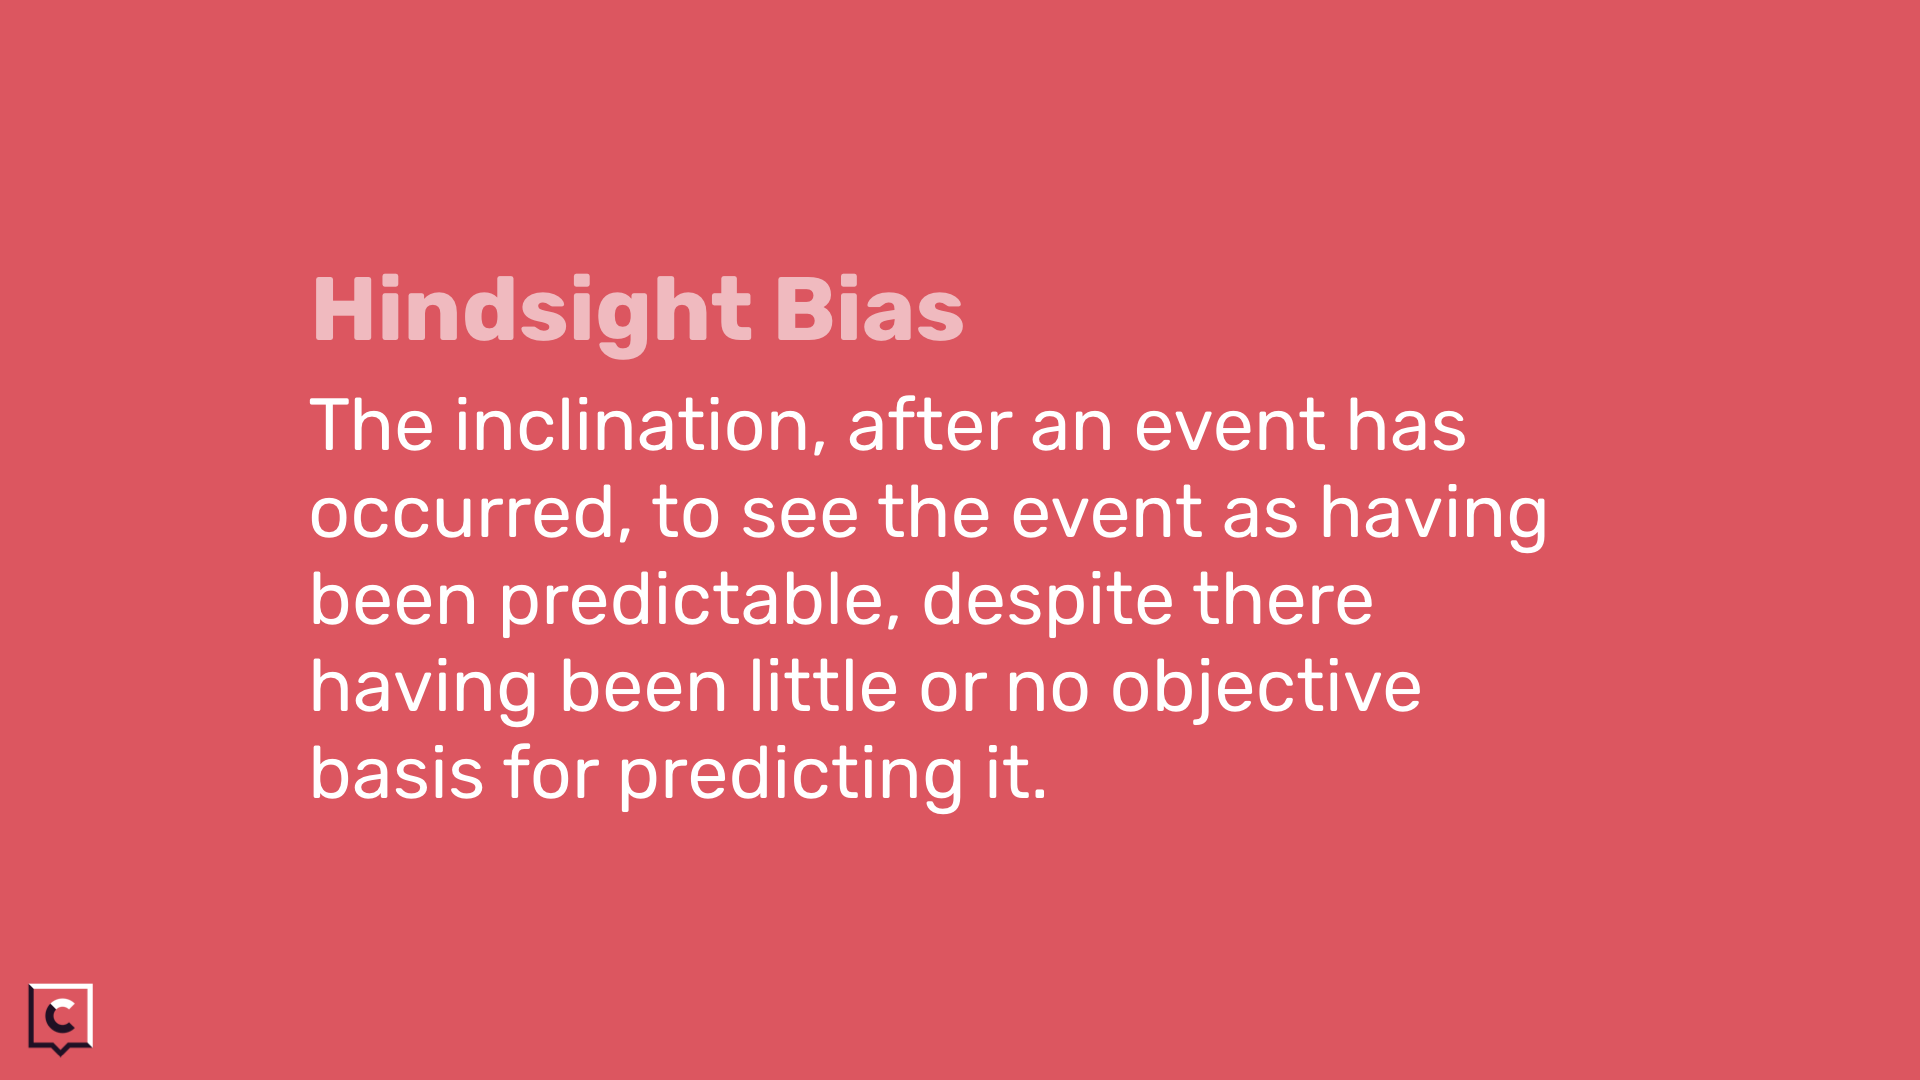 Hindsight Bias
The inclination, after an event has
occurred, to see the event as having
been predictable, despite there
having been little or no objective
basis for predicting it.
C